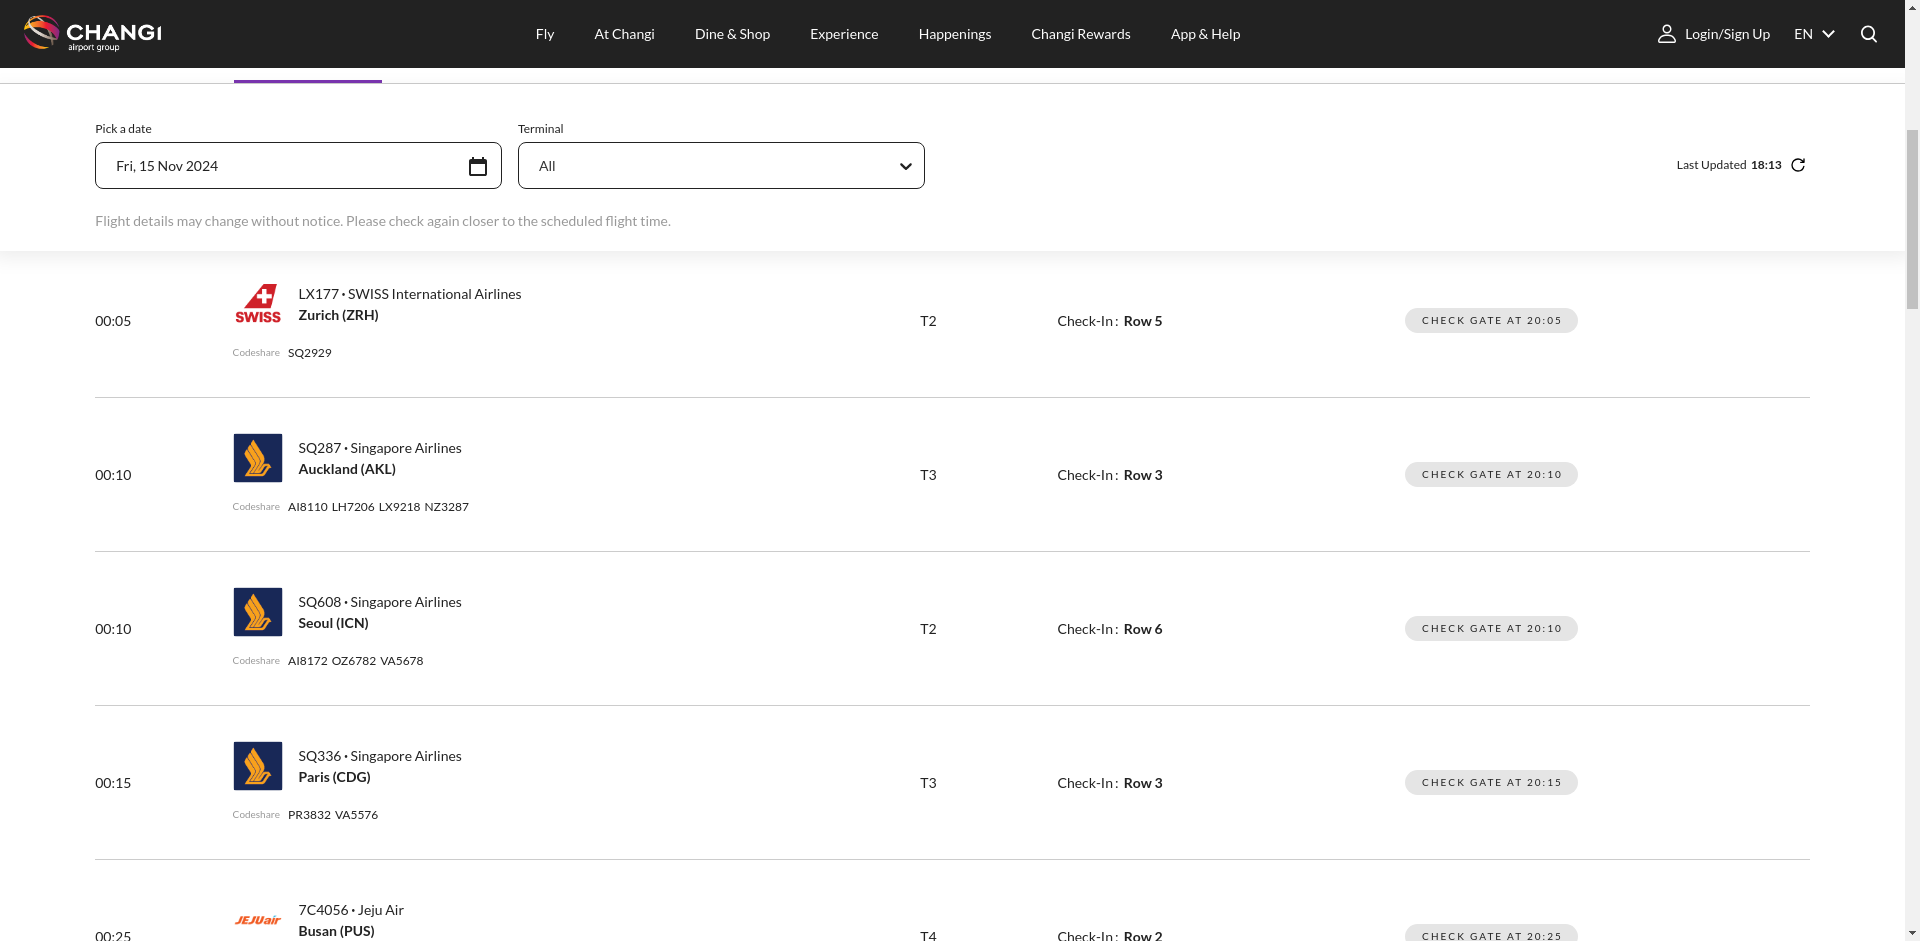 CHANGI
airport group
Fly
At Changi
Dine & Shop
Experience
Happenings
Changi Rewards
App & Help
Login/Sign Up
EN
Pick a date
Terminal
Fri, 15 Nov 2024
All
Last Updated 18:13
Flight details may change without notice. Please check again closer to the scheduled flight time.
00:05
SWISS
LX177 • SWISS International Airlines
Zurich (ZRH)
Codeshare SQ2929
T2
Check-In : Row 5
CHECK GATE AT 20:05
00:10
SQ287 • Singapore Airlines
Auckland (AKL)
Codeshare AI8110 LH7206 LX9218 NZ3287
T3
Check-In : Row 3
CHECK GATE AT 20:10
00:10
SQ608 • Singapore Airlines
Seoul (ICN)
Codeshare AI8172 OZ6782 VA5678
T2
Check-In : Row 6
CHECK GATE AT 20:10
00:15
SQ336 • Singapore Airlines
Paris (CDG)
Codeshare PR3832 VA5576
T3
Check-In : Row 3
CHECK GATE AT 20:15
00:25
JEJUair
7C4056 • Jeju Air
Busan (PUS)
T4
Check-In : Row 2
CHECK GATE AT 20:25